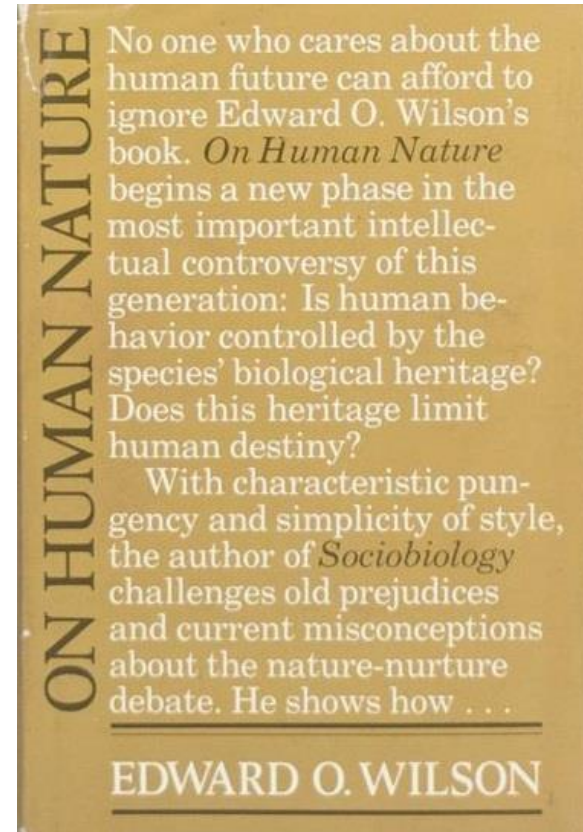 ON HUMAN NATURE
No one who cares about the
human future can afford to
ignore Edward O. Wilson's
book. On Human Nature
begins a new phase in the
most important intellec-
tual controversy of this
generation: Is human be-
havior controlled by the
species' biological heritage?
Does this heritage limit
human destiny?
With characteristic pun-
gency and simplicity of style,
the author of Sociobiology
challenges old prejudices
and current misconceptions
about the nature-nurture
debate. He shows how . . .
EDWARD O. WILSON